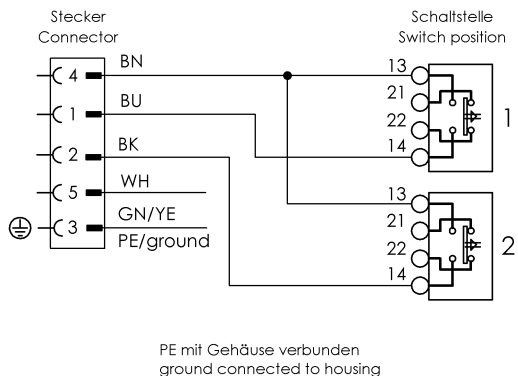 Stecker
Connector
Schaltstelle
Switch position
4
BN
1
BU
2
BK
5
WH
3
GN/YE
PE/ground
13
21
22
14
1
13
21
22
14
2
PE mit Gehäuse verbunden
ground connected to housing